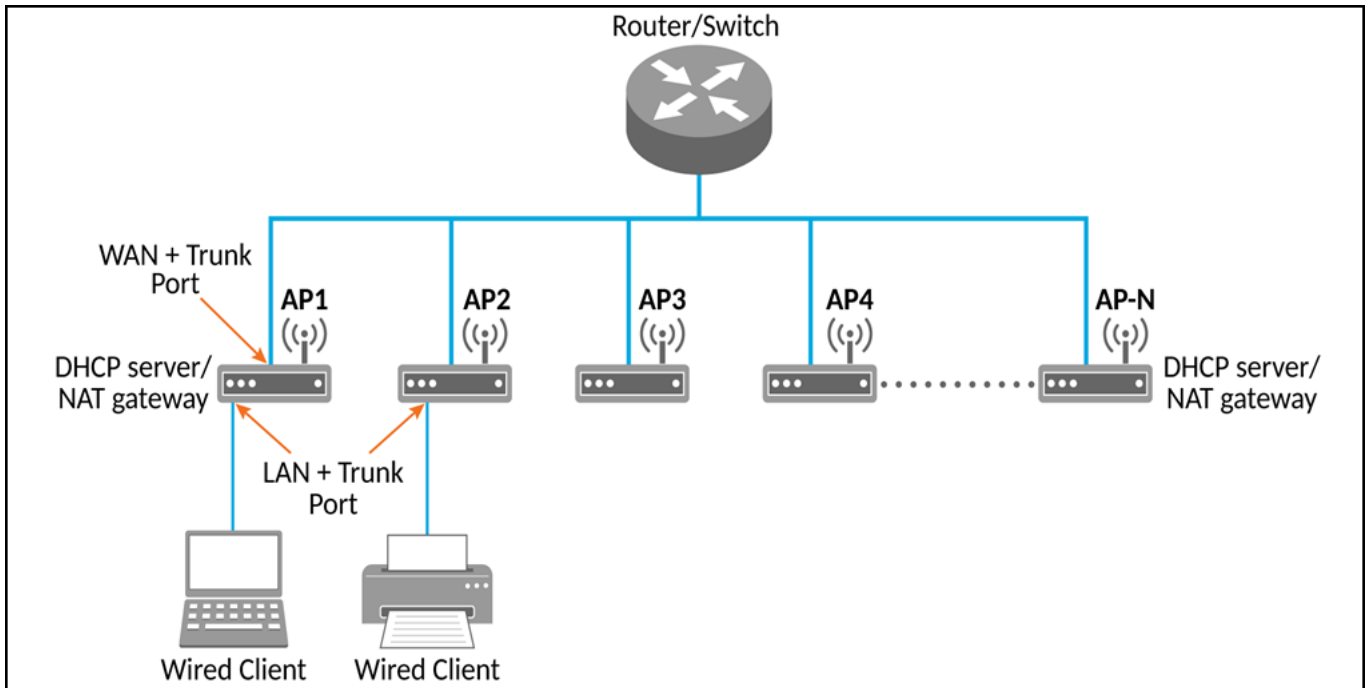 Router/Switch
WAN + Trunk
Port
AP1
AP2
AP3
AP4
AP-N
DHCP server/
NAT gateway
DHCP server/
NAT gateway
LAN + Trunk
Port
Wired Client
Wired Client